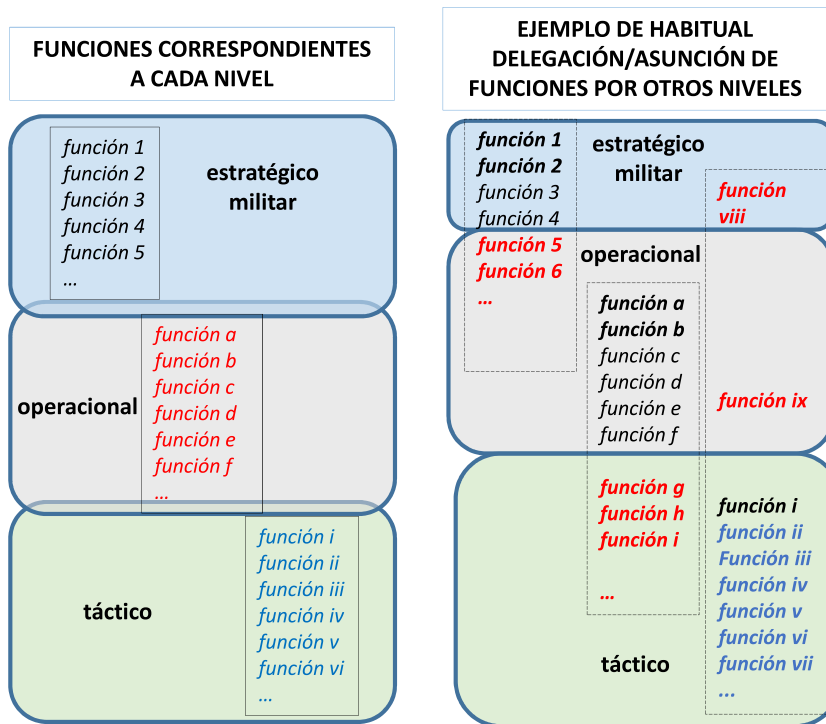 FUNCIONES CORRESPONDIENTES
A CADA NIVEL
función 1
función 2
función 3
función 4
función 5
...
estratégico
militar
función a
función b
función c
función d
función e
función f
...
operacional
función i
función ii
función iii
función iv
función v
función vi
...
táctico
EJEMPLO DE HABITUAL
DELEGACIÓN/ASUNCIÓN DE
FUNCIONES POR OTROS NIVELES
función 1
función 2
función 3
función 4
función 5
función 6
...
estratégico
militar
función
viii
operacional
función a
función b
función c
función d
función e
función f
función g
función h
función i
...
función ix
función i
función ii
Función iii
función iv
función v
función vi
función vii
...
táctico